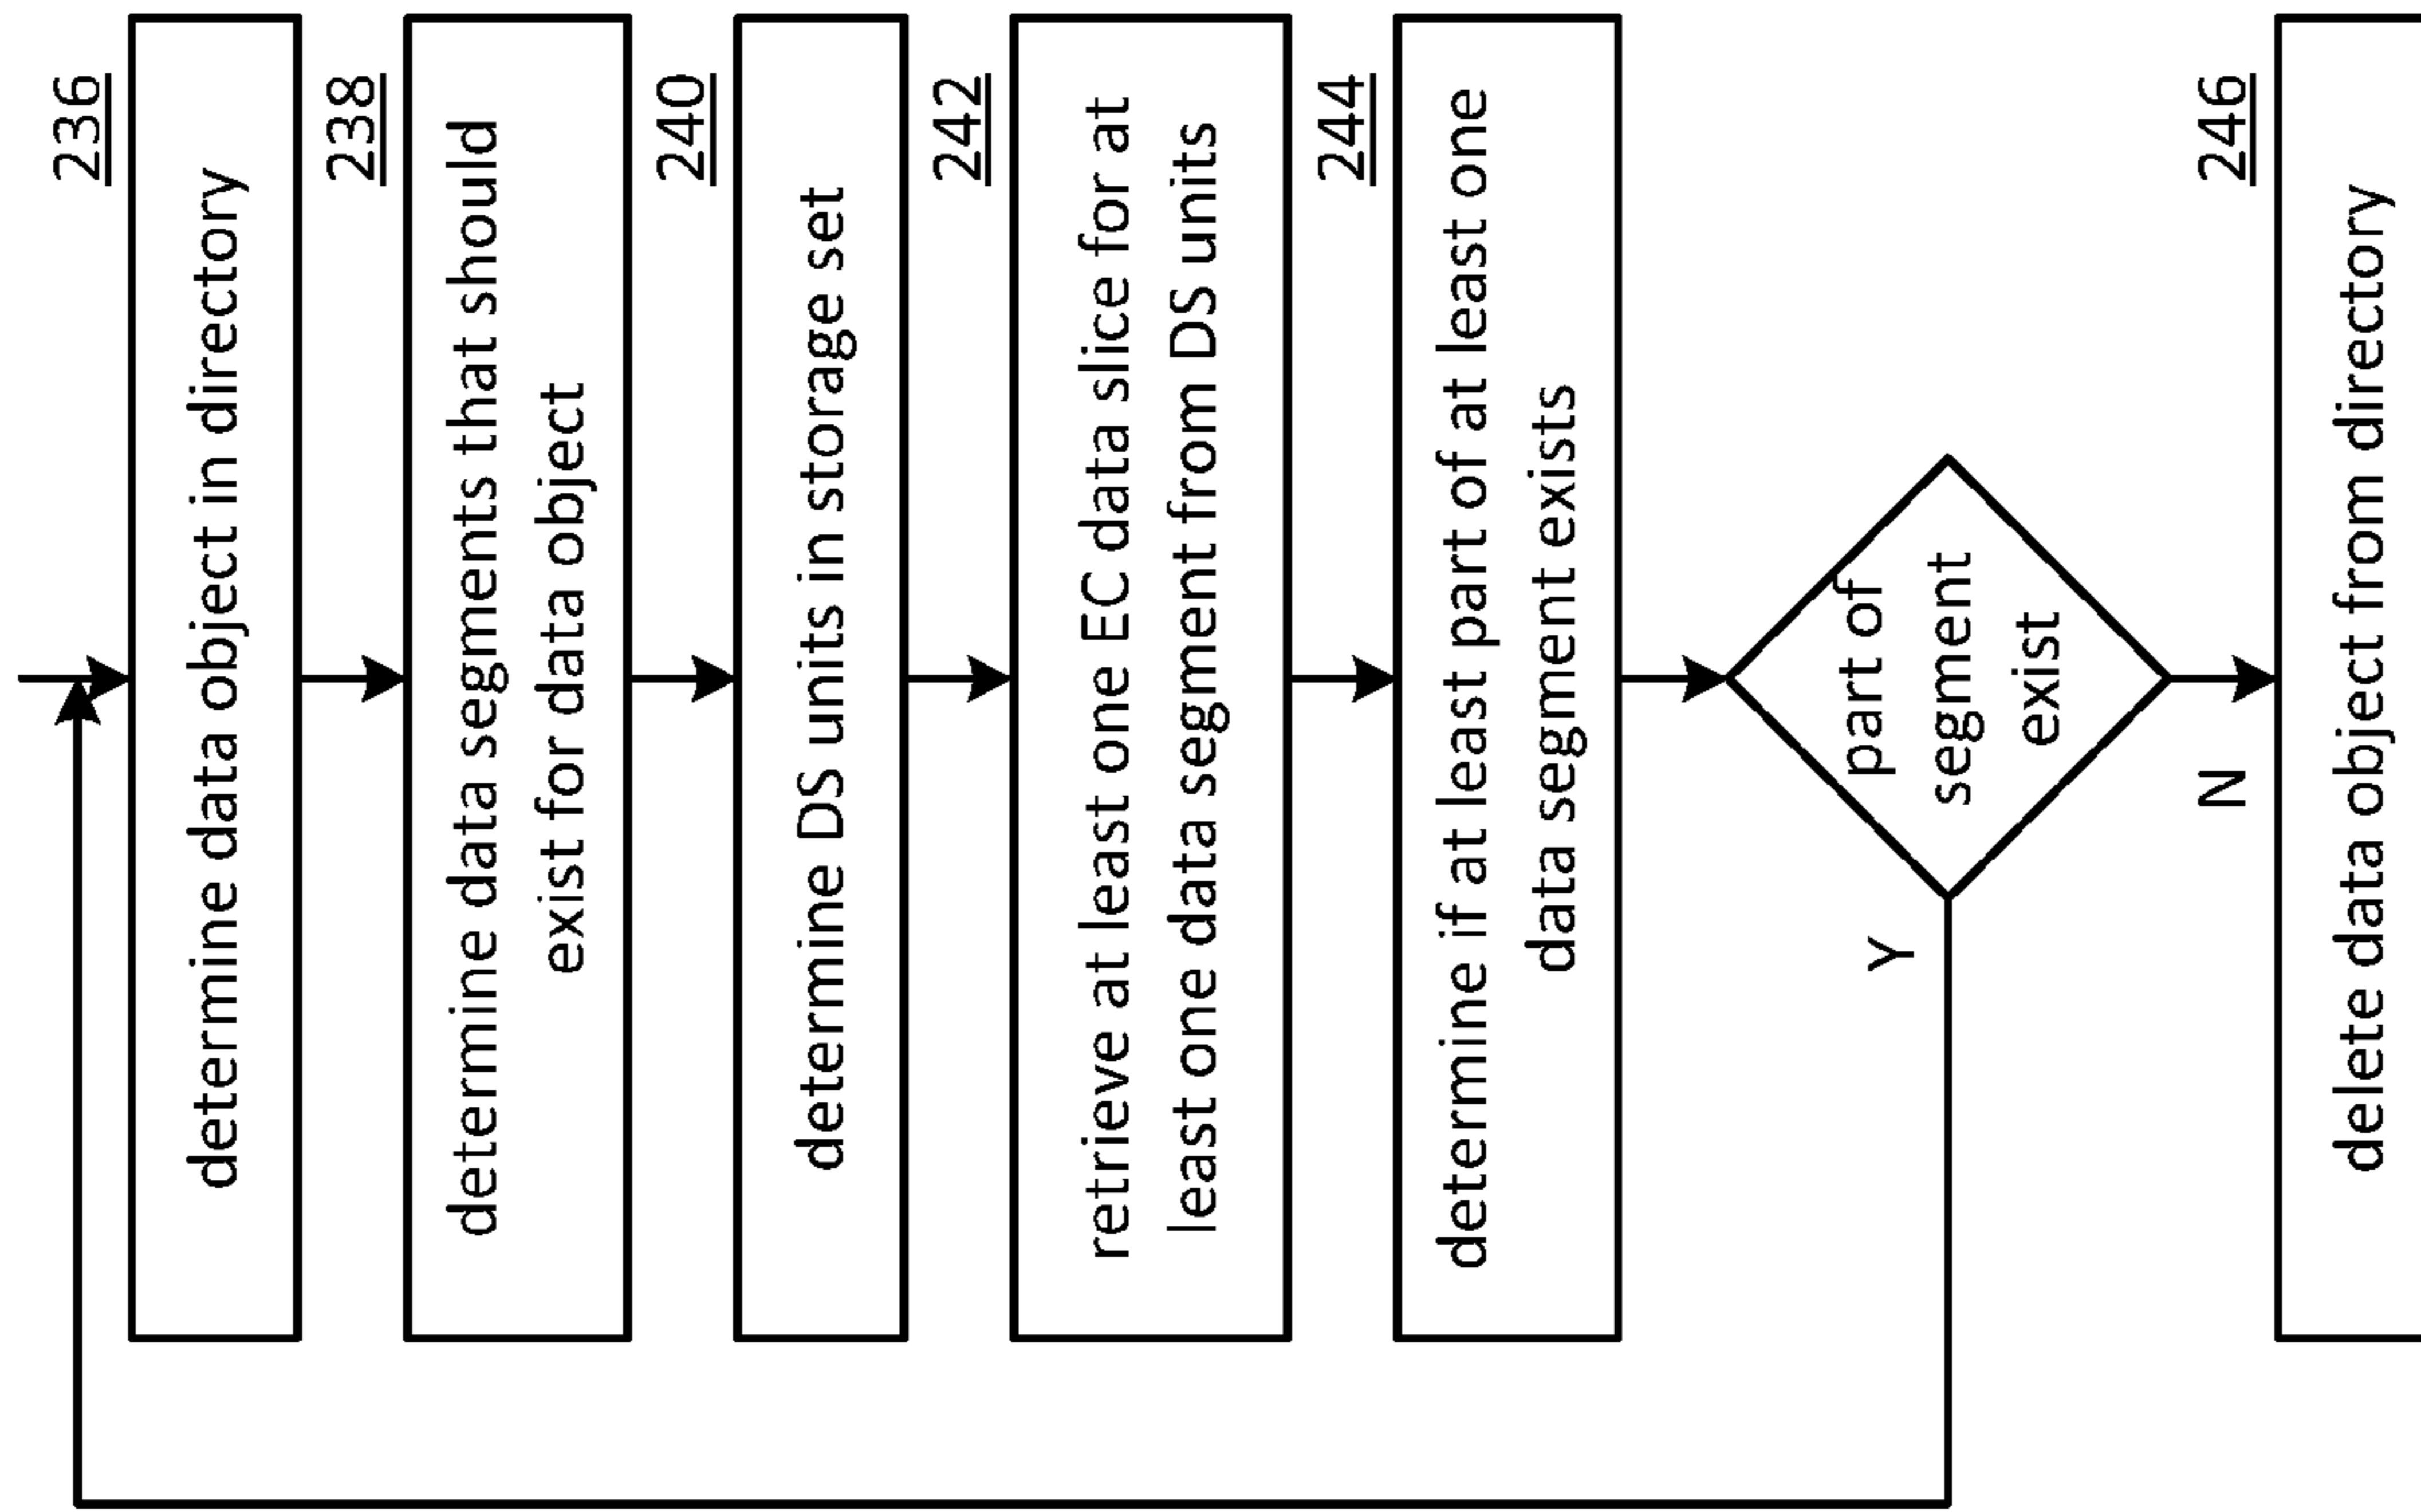 236
determine data object in directory
238
determine data segments that should
exist for data object
240
determine DS units in storage set
242
retrieve at least one EC data slice for at
least one data segment from DS units
244
determine if at least part of at least one
data segment exists
part of
segment
exist
Y
N
246
delete data object from directory